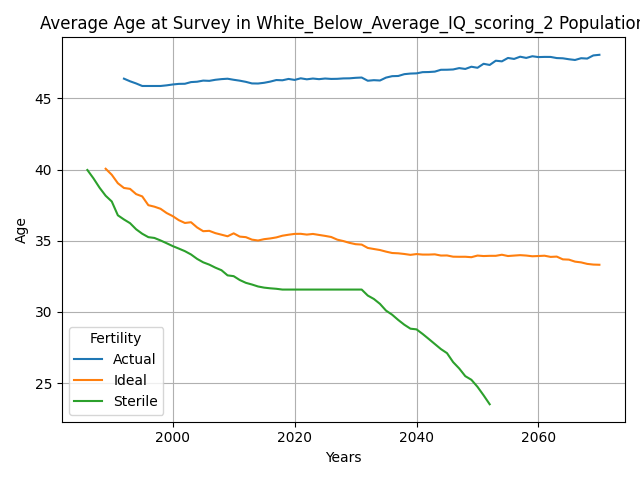 Average Age at Survey in White_Below_Average_IQ_scoring_2 Population
Age
45
40
35
30
25
Fertility
Actual
Ideal
Sterile
2000
2020
2040
2060
Years